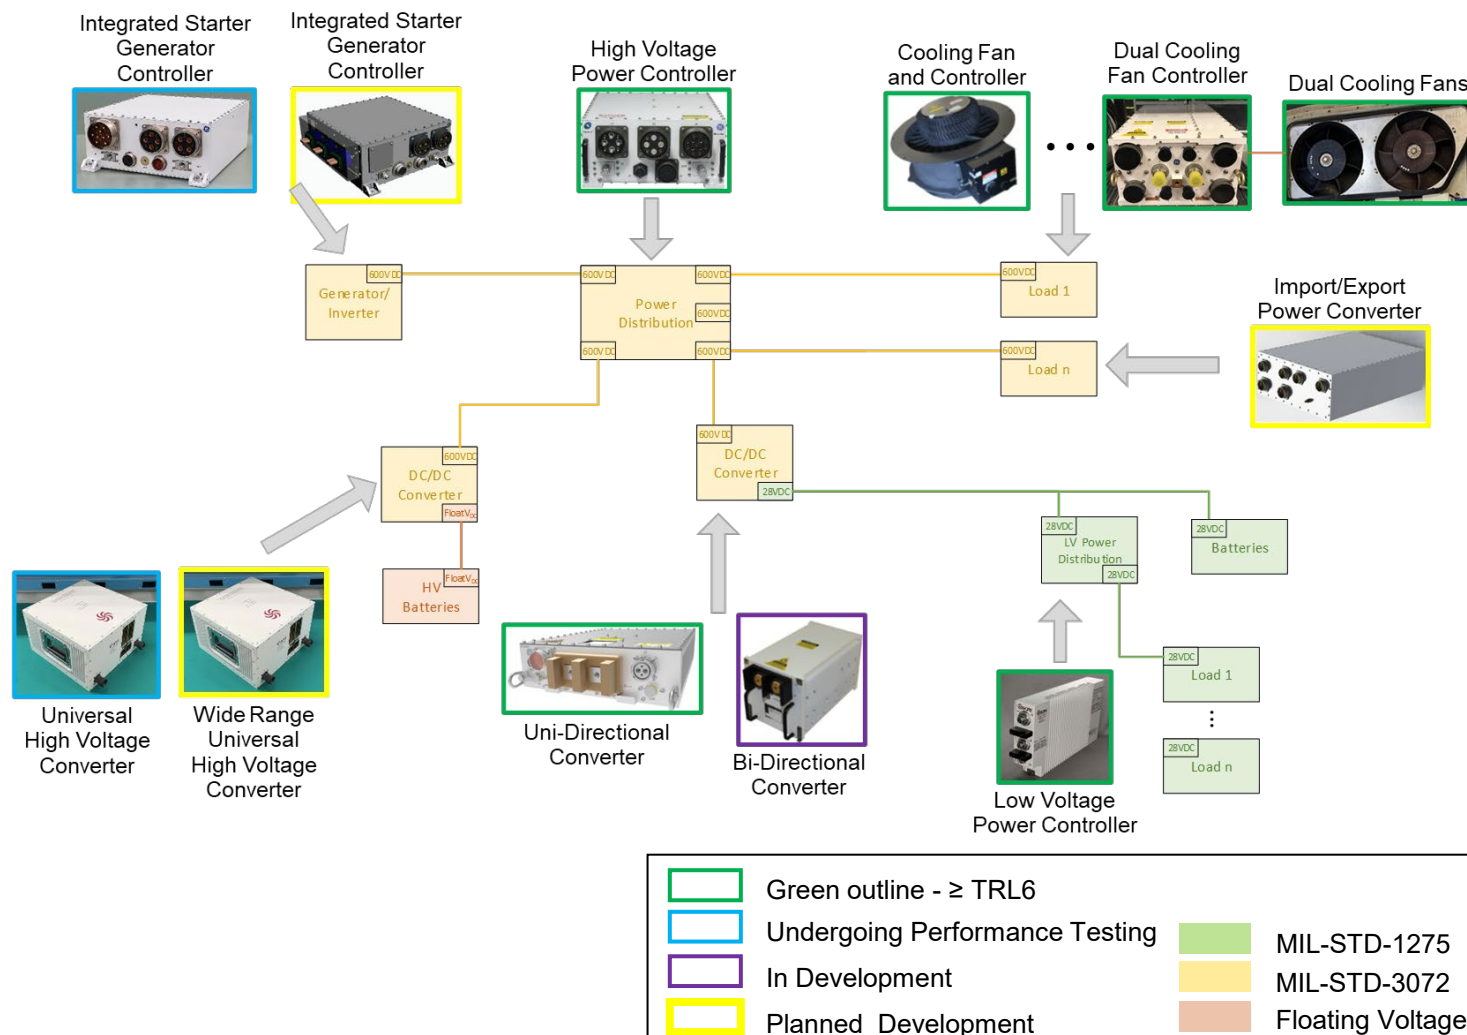 Integrated Starter
Generator
Controller
Integrated Starter
Generator
Controller
High Voltage
Power Controller
Cooling Fan
and Controller
Dual Cooling
Fan Controller
Dual Cooling Fans
• • •
600VDC
Generator/
Inverter
600VDC
600VDC
Power
Distribution
600VDC
600VDC
600VDC
600VDC
Load 1
600VDC
Load n
Import/Export
Power Converter
600VDC
DC/DC
Converter
FloatVDC
FloatVDC
HV
Batteries
600VDC
DC/DC
Converter
28VDC
28VDC
LV Power
Distribution
28VDC
28VDC
Batteries
28VDC
Load 1
28VDC
Load n
Universal
High Voltage
Converter
Wide Range
Universal
High Voltage
Converter
Uni-Directional
Converter
Bi-Directional
Converter
Low Voltage
Power Controller
Green outline - ≥ TRL6
Undergoing Performance Testing
In Development
Planned Development
MIL-STD-1275
MIL-STD-3072
Floating Voltage